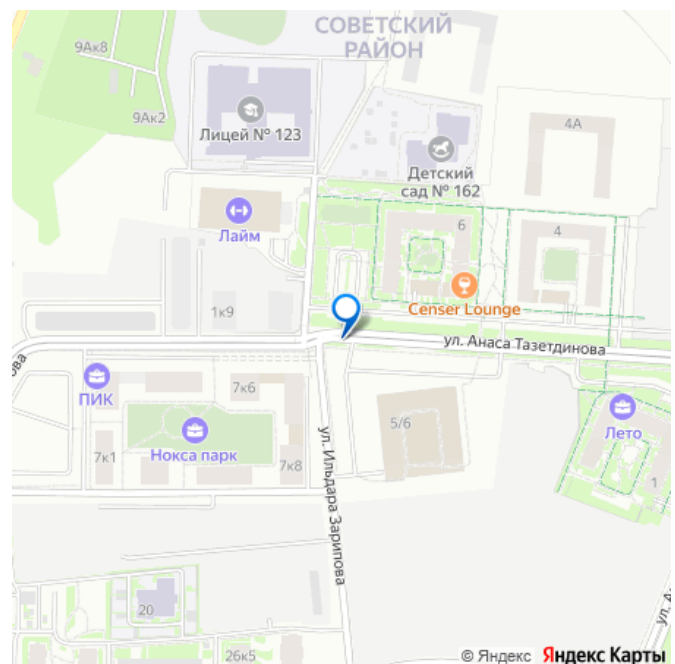 СОВЕТСКИЙ
РАЙОН
9Ак8
9Ак2
Лицей № 123
4А
Детский
сад № 162
Лайм
6
4
1к9
Censer Lounge
ул. Анаса Тазетдинова
ова
ПИК
7к6
5/6
Лето
Нокса парк
7к1
7к8
1
ул. Ильдара Зарипова
20
26к5
ул. А
© Яндекс Яндекс Карты